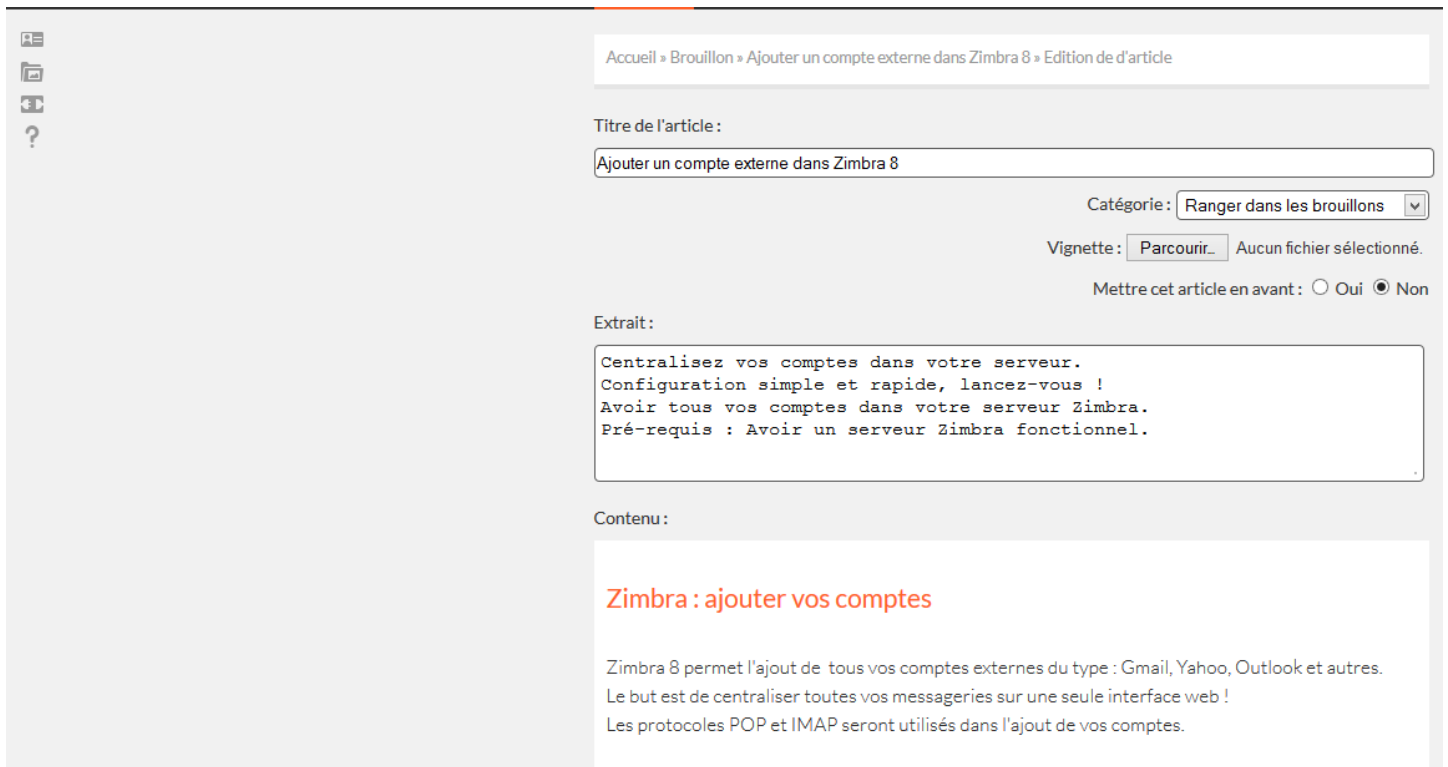 Accueil » Brouillon » Ajouter un compte externe dans Zimbra 8 » Edition de d'article
Titre de l'article :
Ajouter un compte externe dans Zimbra 8
Catégorie : Ranger dans les brouillons
Vignette : Parcourir... Aucun fichier sélectionné.
Mettre cet article en avant : Oui Non
Extrait :
Centralisez vos comptes dans votre serveur.
Configuration simple et rapide, lancez-vous !
Avoir tous vos comptes dans votre serveur Zimbra.
Pré-requis : Avoir un serveur Zimbra fonctionnel.
Contenu :
Zimbra : ajouter vos comptes
Zimbra 8 permet l'ajout de tous vos comptes externes du type : Gmail, Yahoo, Outlook et autres.
Le but est de centraliser toutes vos messageries sur une seule interface web !
Les protocoles POP et IMAP seront utilisés dans l'ajout de vos comptes.